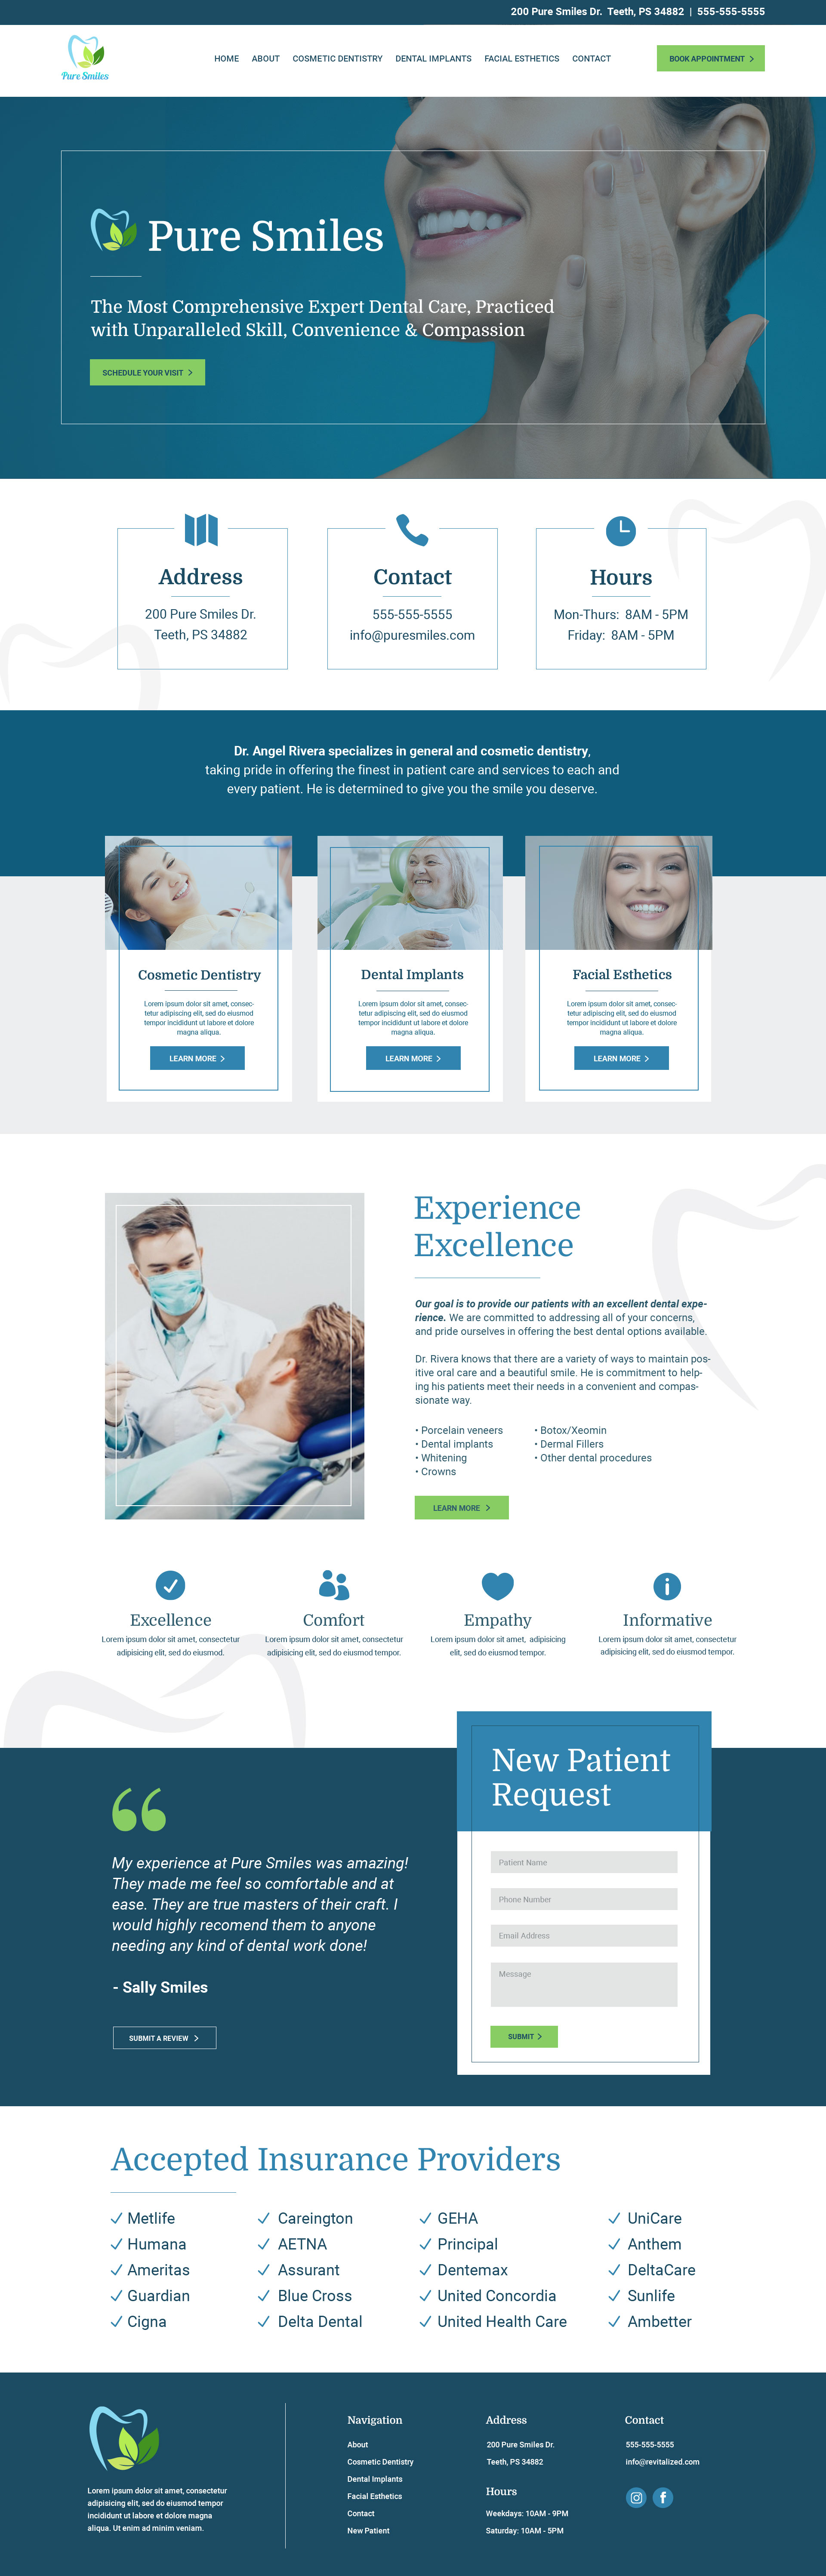 200 Pure Smiles Dr.  Teeth, PS 34882  |  555-555-5555
Pure Smiles
HOME ABOUT COSMETIC DENTISTRY DENTAL IMPLANTS FACIAL ESTHETICS CONTACT
BOOK APPOINTMENT >
Pure Smiles
The Most Comprehensive Expert Dental Care, Practiced
with Unparalleled Skill, Convenience & Compassion
SCHEDULE YOUR VISIT >
Address
200 Pure Smiles Dr.
Teeth, PS 34882
Contact
555-555-5555
info@puresmiles.com
Hours
Mon-Thurs:  8AM - 5PM
Friday:  8AM - 5PM
Dr. Angel Rivera specializes in general and cosmetic dentistry,
taking pride in offering the finest in patient care and services to each and
every patient. He is determined to give you the smile you deserve.
Cosmetic Dentistry
Lorem ipsum dolor sit amet, consec-
tetur adipiscing elit, sed do eiusmod
tempor incididunt ut labore et dolore
magna aliqua.
LEARN MORE >
Dental Implants
Lorem ipsum dolor sit amet, consec-
tetur adipiscing elit, sed do eiusmod
tempor incididunt ut labore et dolore
magna aliqua.
LEARN MORE >
Facial Esthetics
Lorem ipsum dolor sit amet, consec-
tetur adipiscing elit, sed do eiusmod
tempor incididunt ut labore et dolore
magna aliqua.
LEARN MORE >
Experience
Excellence
Our goal is to provide our patients with an excellent dental expe-
rience. We are committed to addressing all of your concerns,
and pride ourselves in offering the best dental options available.
Dr. Rivera knows that there are a variety of ways to maintain pos-
itive oral care and a beautiful smile. He is commitment to help-
ing his patients meet their needs in a convenient and compas-
sionate way.
• Porcelain veneers
• Dental implants
• Whitening
• Crowns
• Botox/Xeomin
• Dermal Fillers
• Other dental procedures
LEARN MORE >
Excellence
Lorem ipsum dolor sit amet, consectetur
adipisicing elit, sed do eiusmod.
Comfort
Lorem ipsum dolor sit amet, consectetur
adipisicing elit, sed do eiusmod tempor.
Empathy
Lorem ipsum dolor sit amet,  adipisicing
elit, sed do eiusmod tempor.
Informative
Lorem ipsum dolor sit amet, consectetur
adipisicing elit, sed do eiusmod tempor.
My experience at Pure Smiles was amazing!
They made me feel so comfortable and at
ease. They are true masters of their craft. I
would highly recomend them to anyone
needing any kind of dental work done!
- Sally Smiles
SUBMIT A REVIEW >
New Patient
Request
Patient Name
Phone Number
Email Address
Message
SUBMIT >
Accepted Insurance Providers
Metlife
Humana
Ameritas
Guardian
Cigna
Careington
AETNA
Assurant
Blue Cross
Delta Dental
GEHA
Principal
Dentemax
United Concordia
United Health Care
UniCare
Anthem
DeltaCare
Sunlife
Ambetter
Lorem ipsum dolor sit amet, consectetur
adipisicing elit, sed do eiusmod tempor
incididunt ut labore et dolore magna
aliqua. Ut enim ad minim veniam.
Navigation
About
Cosmetic Dentistry
Dental Implants
Facial Esthetics
Contact
New Patient
Address
200 Pure Smiles Dr.
Teeth, PS 34882
Hours
Weekdays: 10AM - 9PM
Saturday: 10AM - 5PM
Contact
555-555-5555
info@revitalized.com